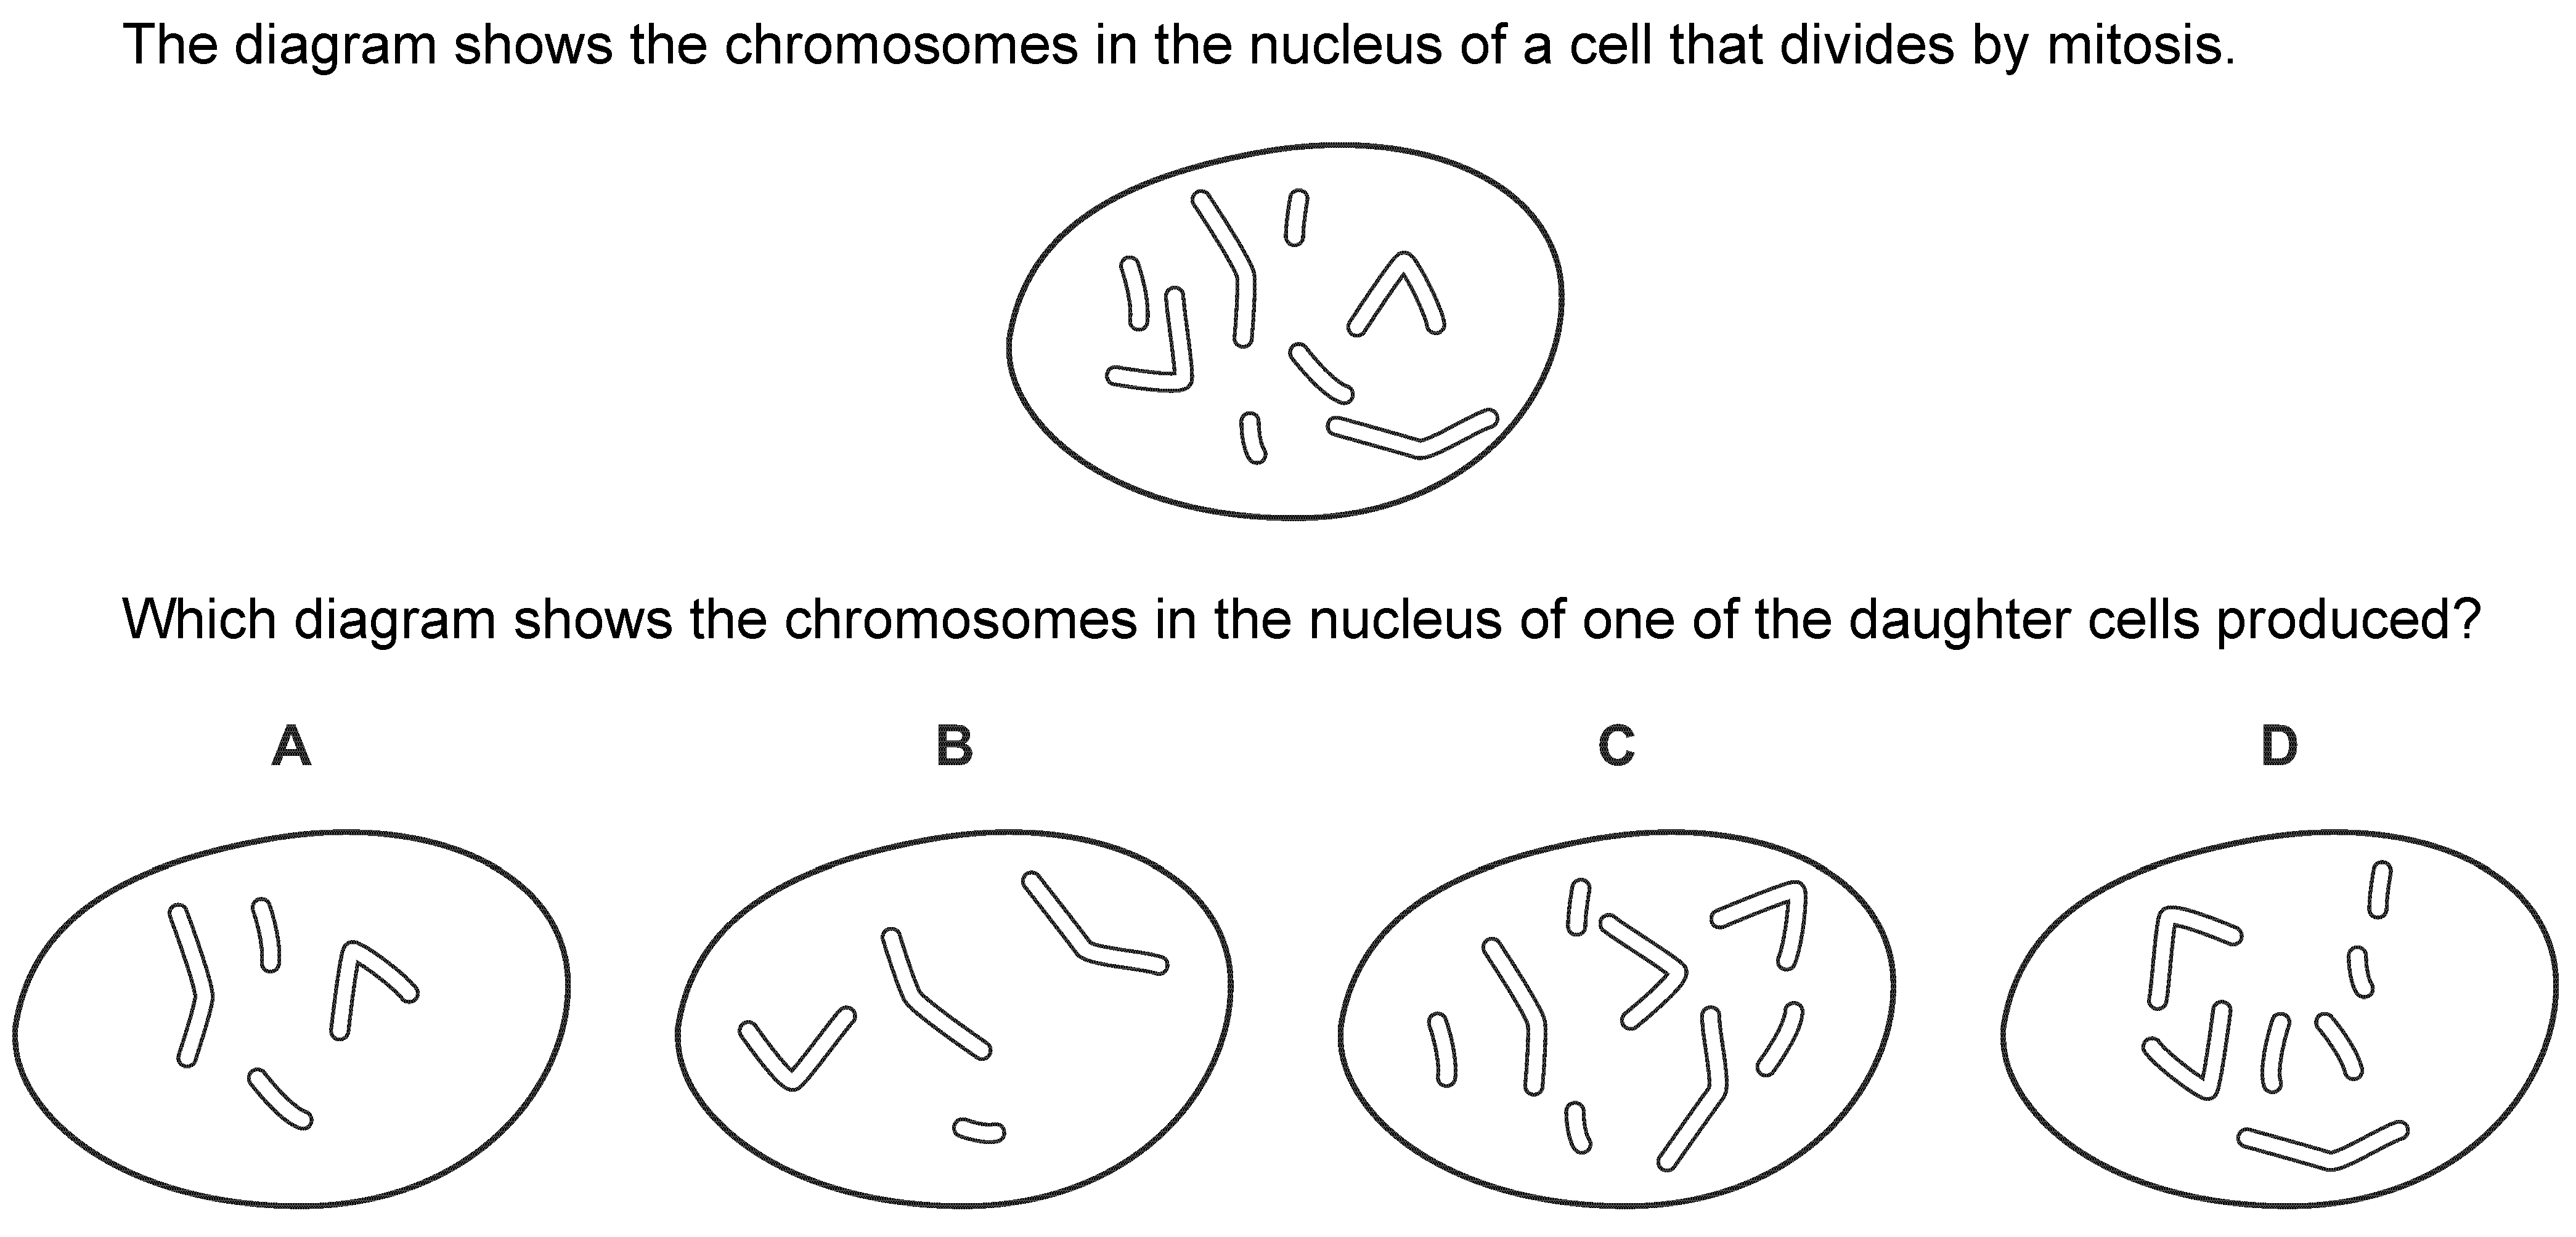 The diagram shows the chromosomes in the nucleus of a cell that divides by mitosis.
Which diagram shows the chromosomes in the nucleus of one of the daughter cells produced?
A B C D